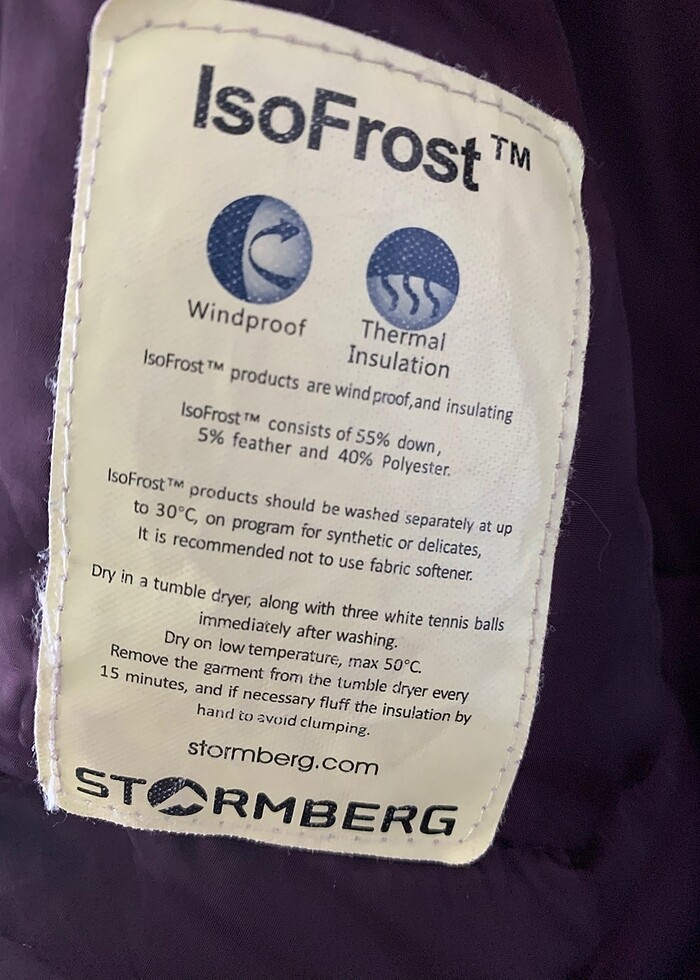 IsoFrost™
Windproof
Thermal
Insulation
IsoFrost™ products are windproof,and insulating
IsoFrost™ consists of 55% down,
5% feather and 40% Polyester.
IsoFrost™ products should be washed separately at up
to 30°C, on program for synthetic or delicates,
It is recommended not to use fabric softener.
Dry in a tumble dryer, along with three white tennis balls
immediately after washing.
Dry on low temperature, max 50°C.
Remove the garment from the tumble dryer every
15 minutes, and if necessary fluff the insulation by
hand to avoid clumping.
stormberg.com
STORMBERG